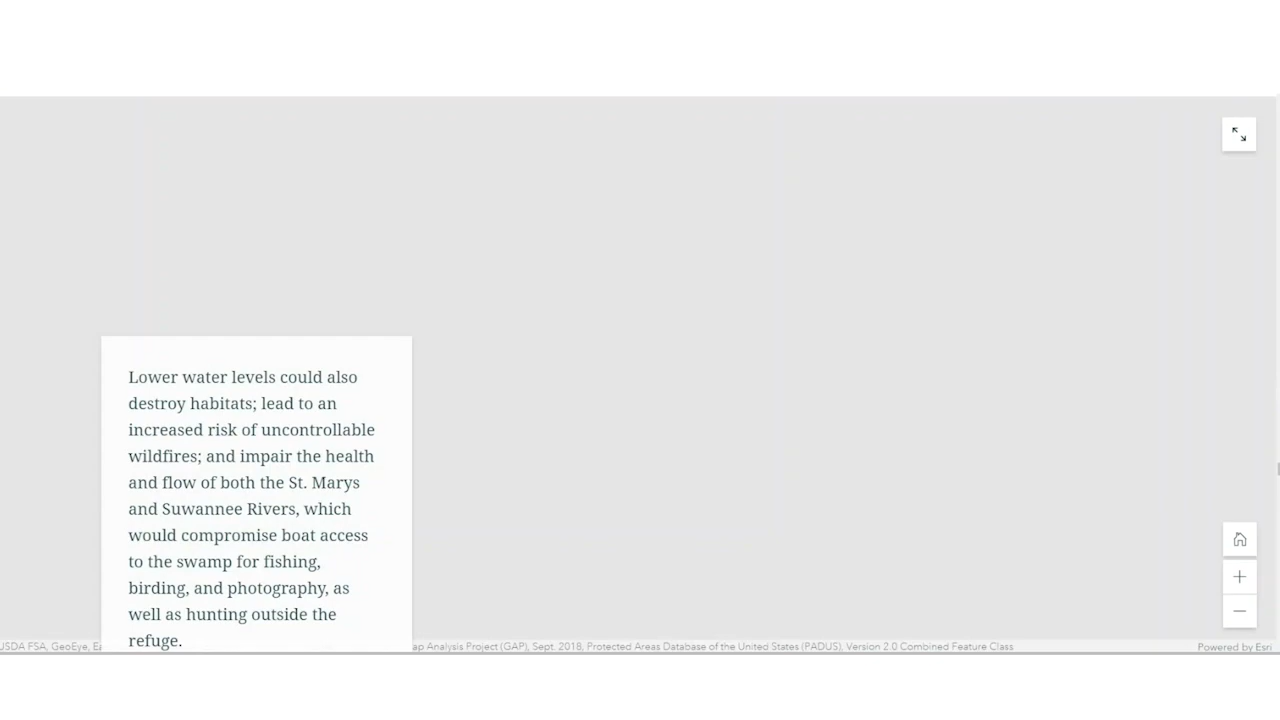 Lower water levels could also
destroy habitats; lead to an
increased risk of uncontrollable
wildfires; and impair the health
and flow of both the St. Marys
and Suwannee Rivers, which
would compromise boat access
to the swamp for fishing,
birding, and photography, as
well as hunting outside the
refuge.
USDA FSA, GeoEye, Ea ap Analysis Project (GAP), Sept. 2018, Protected Areas Database of the United States (PADUS), Version 2.0 Combined Feature Class Powered by Esri